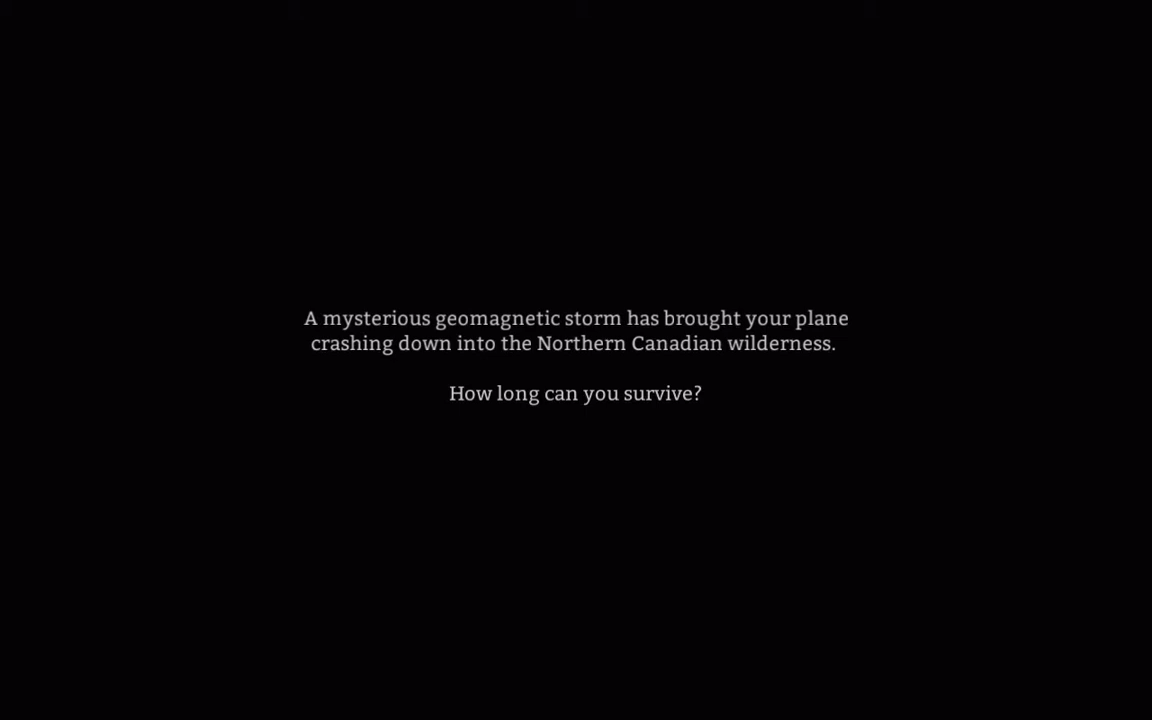 A mysterious geomagnetic storm has brought your plane
crashing down into the Northern Canadian wilderness.
How long can you survive?